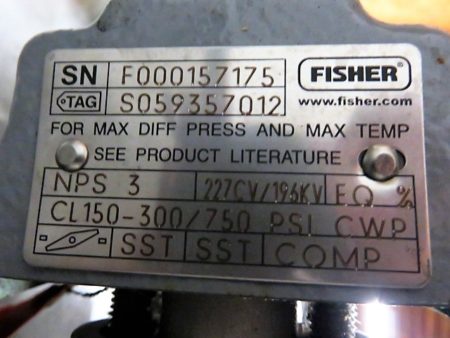 SN F000157175
TAG S059357012
FISHER
www.fisher.com
FOR MAX DIFF PRESS AND MAX TEMP
SEE PRODUCT LITERATURE
NPS 3 227CV/196KV EQ %
CL150-300/750 PSI CWP
SST SST COMP